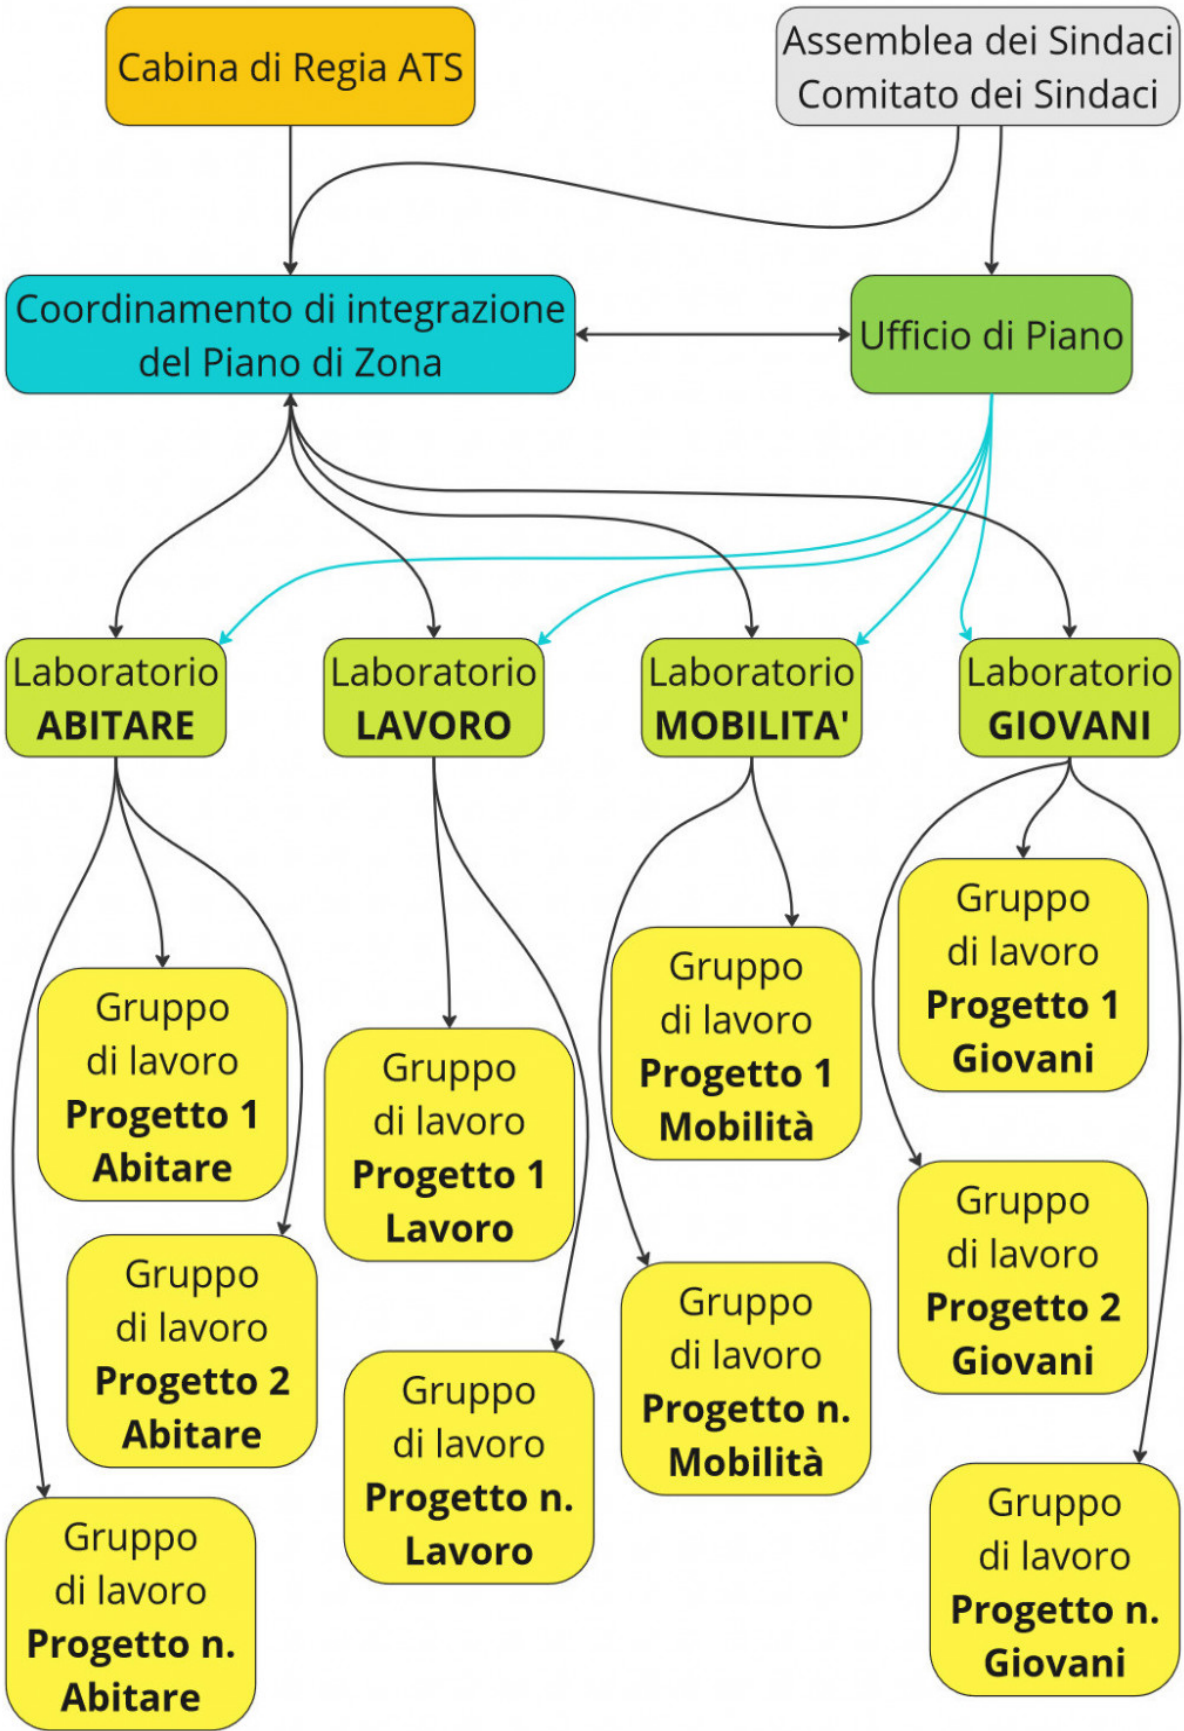 Cabina di Regia ATS
Assemblea dei Sindaci
Comitato dei Sindaci
Coordinamento di integrazione
del Piano di Zona
Ufficio di Piano
Laboratorio
ABITARE
Laboratorio
LAVORO
Laboratorio
MOBILITA'
Laboratorio
GIOVANI
Gruppo
di lavoro
Progetto 1
Abitare
Gruppo
di lavoro
Progetto 2
Abitare
Gruppo
di lavoro
Progetto n.
Abitare
Gruppo
di lavoro
Progetto 1
Lavoro
Gruppo
di lavoro
Progetto n.
Lavoro
Gruppo
di lavoro
Progetto 1
Mobilità
Gruppo
di lavoro
Progetto n.
Mobilità
Gruppo
di lavoro
Progetto 1
Giovani
Gruppo
di lavoro
Progetto 2
Giovani
Gruppo
di lavoro
Progetto n.
Giovani